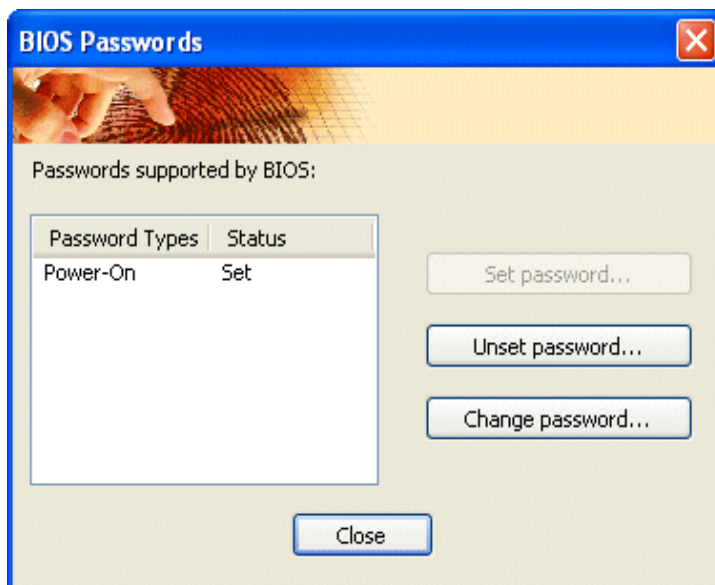 BIOS Passwords
Passwords supported by BIOS:
Password Types Status
Power-On Set
Set password...
Unset password...
Change password...
Close